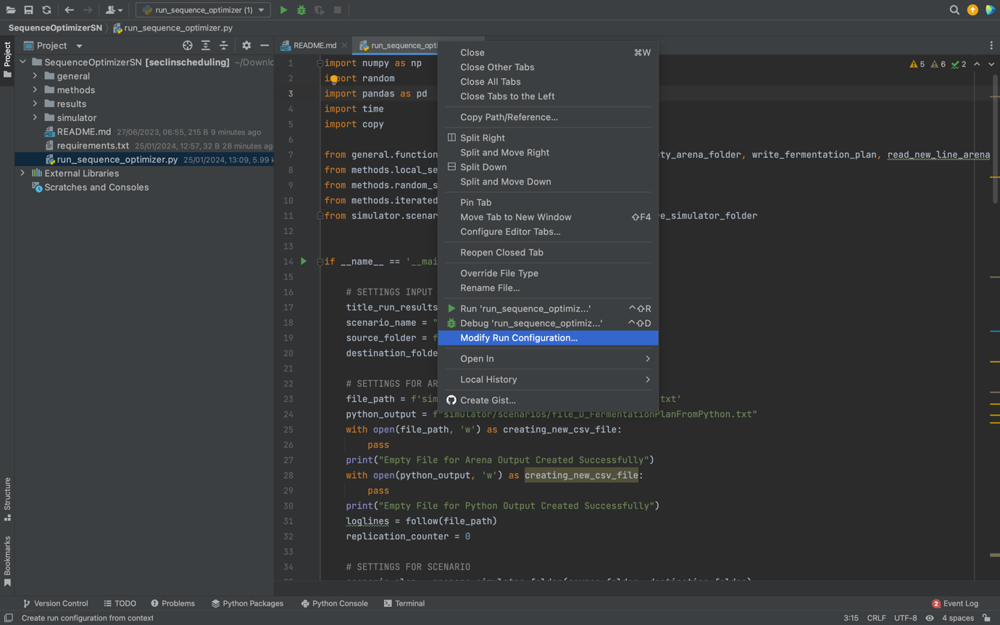 run_sequence_optimizer (1)
SequenceOptimizerSN
run_sequence_optimizer.py
Project
Project
README.md
run_sequence_opti
SequenceOptimizerSN [seclinscheduling] ~/Downlo
general
methods
results
simulator
README.md 27/06/2023, 06:55, 215 B 9 minutes ago
requirements.txt 25/01/2024, 12:57, 32 B 28 minutes ago
run_sequence_optimizer.py 25/01/2024, 13:09, 5.99 k
External Libraries
Scratches and Consoles
5 6 2
1 import numpy as np
2 import random
3 import pandas as pd
4 import time
5 import copy
6
7 from general.function ty_arena_folder, write_fermentation_plan, read_new_line_arena
8 from methods.local_se
9 from methods.random_s
10 from methods.iterated
11 from simulator.scenar e_simulator_folder
12
13
14 if __name__ == '__mai
15
16 # SETTINGS INPUT
17 title_run_results
18 scenario_name = "
19 source_folder = f
20 destination_folde
21
22 # SETTINGS FOR AR
23 file_path = f'sim txt'
24 python_output = f"simulator/scenarios/file_D_FermentationPlanFromPython.txt"
25 with open(file_path, 'w') as creating_new_csv_file:
26 pass
27 print("Empty File for Arena Output Created Successfully")
28 with open(python_output, 'w') as creating_new_csv_file:
29 pass
30 print("Empty File for Python Output Created Successfully")
31 loglines = follow(file_path)
32 replication_counter = 0
33
34 # SETTINGS FOR SCENARIO
Close ⌘W
Close Other Tabs
Close All Tabs
Close Tabs to the Left
Copy Path/Reference...
Split Right
Split and Move Right
Split Down
Split and Move Down
Pin Tab
Move Tab to New Window ⇧F4
Configure Editor Tabs...
Reopen Closed Tab
Override File Type
Rename File...
Run 'run_sequence_optimiz...' ⌃⇧R
Debug 'run_sequence_optimiz...' ⌃⇧D
Modify Run Configuration...
Open In
Local History
Create Gist...
Structure
Bookmarks
Version Control TODO Problems Python Packages Python Console Terminal 2 Event Log
Create run configuration from context 3:15 CRLF UTF-8 4 spaces